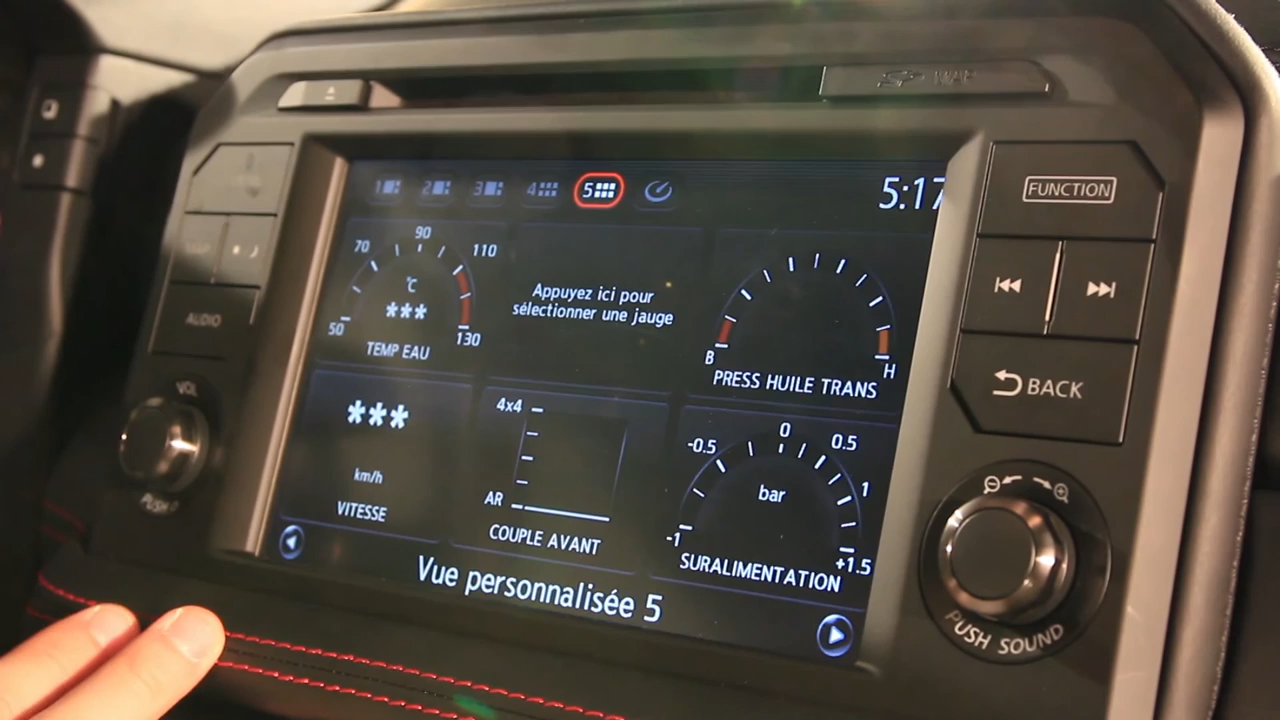 MAP
1
2
3
4
5
5:17
FUNCTION
AUDIO
VOL
BACK
50
70
90
110
130
°C
***
TEMP EAU
Appuyez ici pour
sélectionner une jauge
B
H
PRESS HUILE TRANS
***
km/h
VITESSE
4x4
AR
COUPLE AVANT
-1
-0.5
0
0.5
1
+1.5
bar
SURALIMENTATION
Vue personnalisée 5
PUSH SOUND